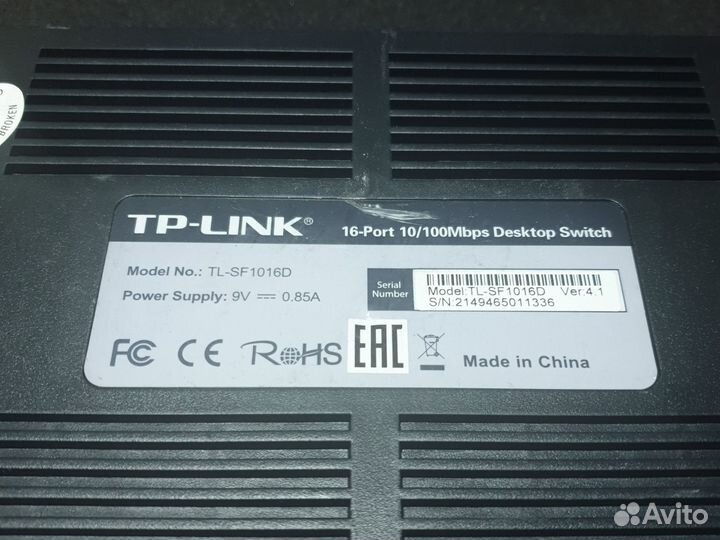 BROKEN
TP-LINK®
16-Port 10/100Mbps Desktop Switch
Model No.: TL-SF1016D
Power Supply: 9V 0.85A
Serial Number
Model:TL-SF1016D Ver:4.1
S/N:2149465011336
FC CE RoHS EAC
Made in China
Avito